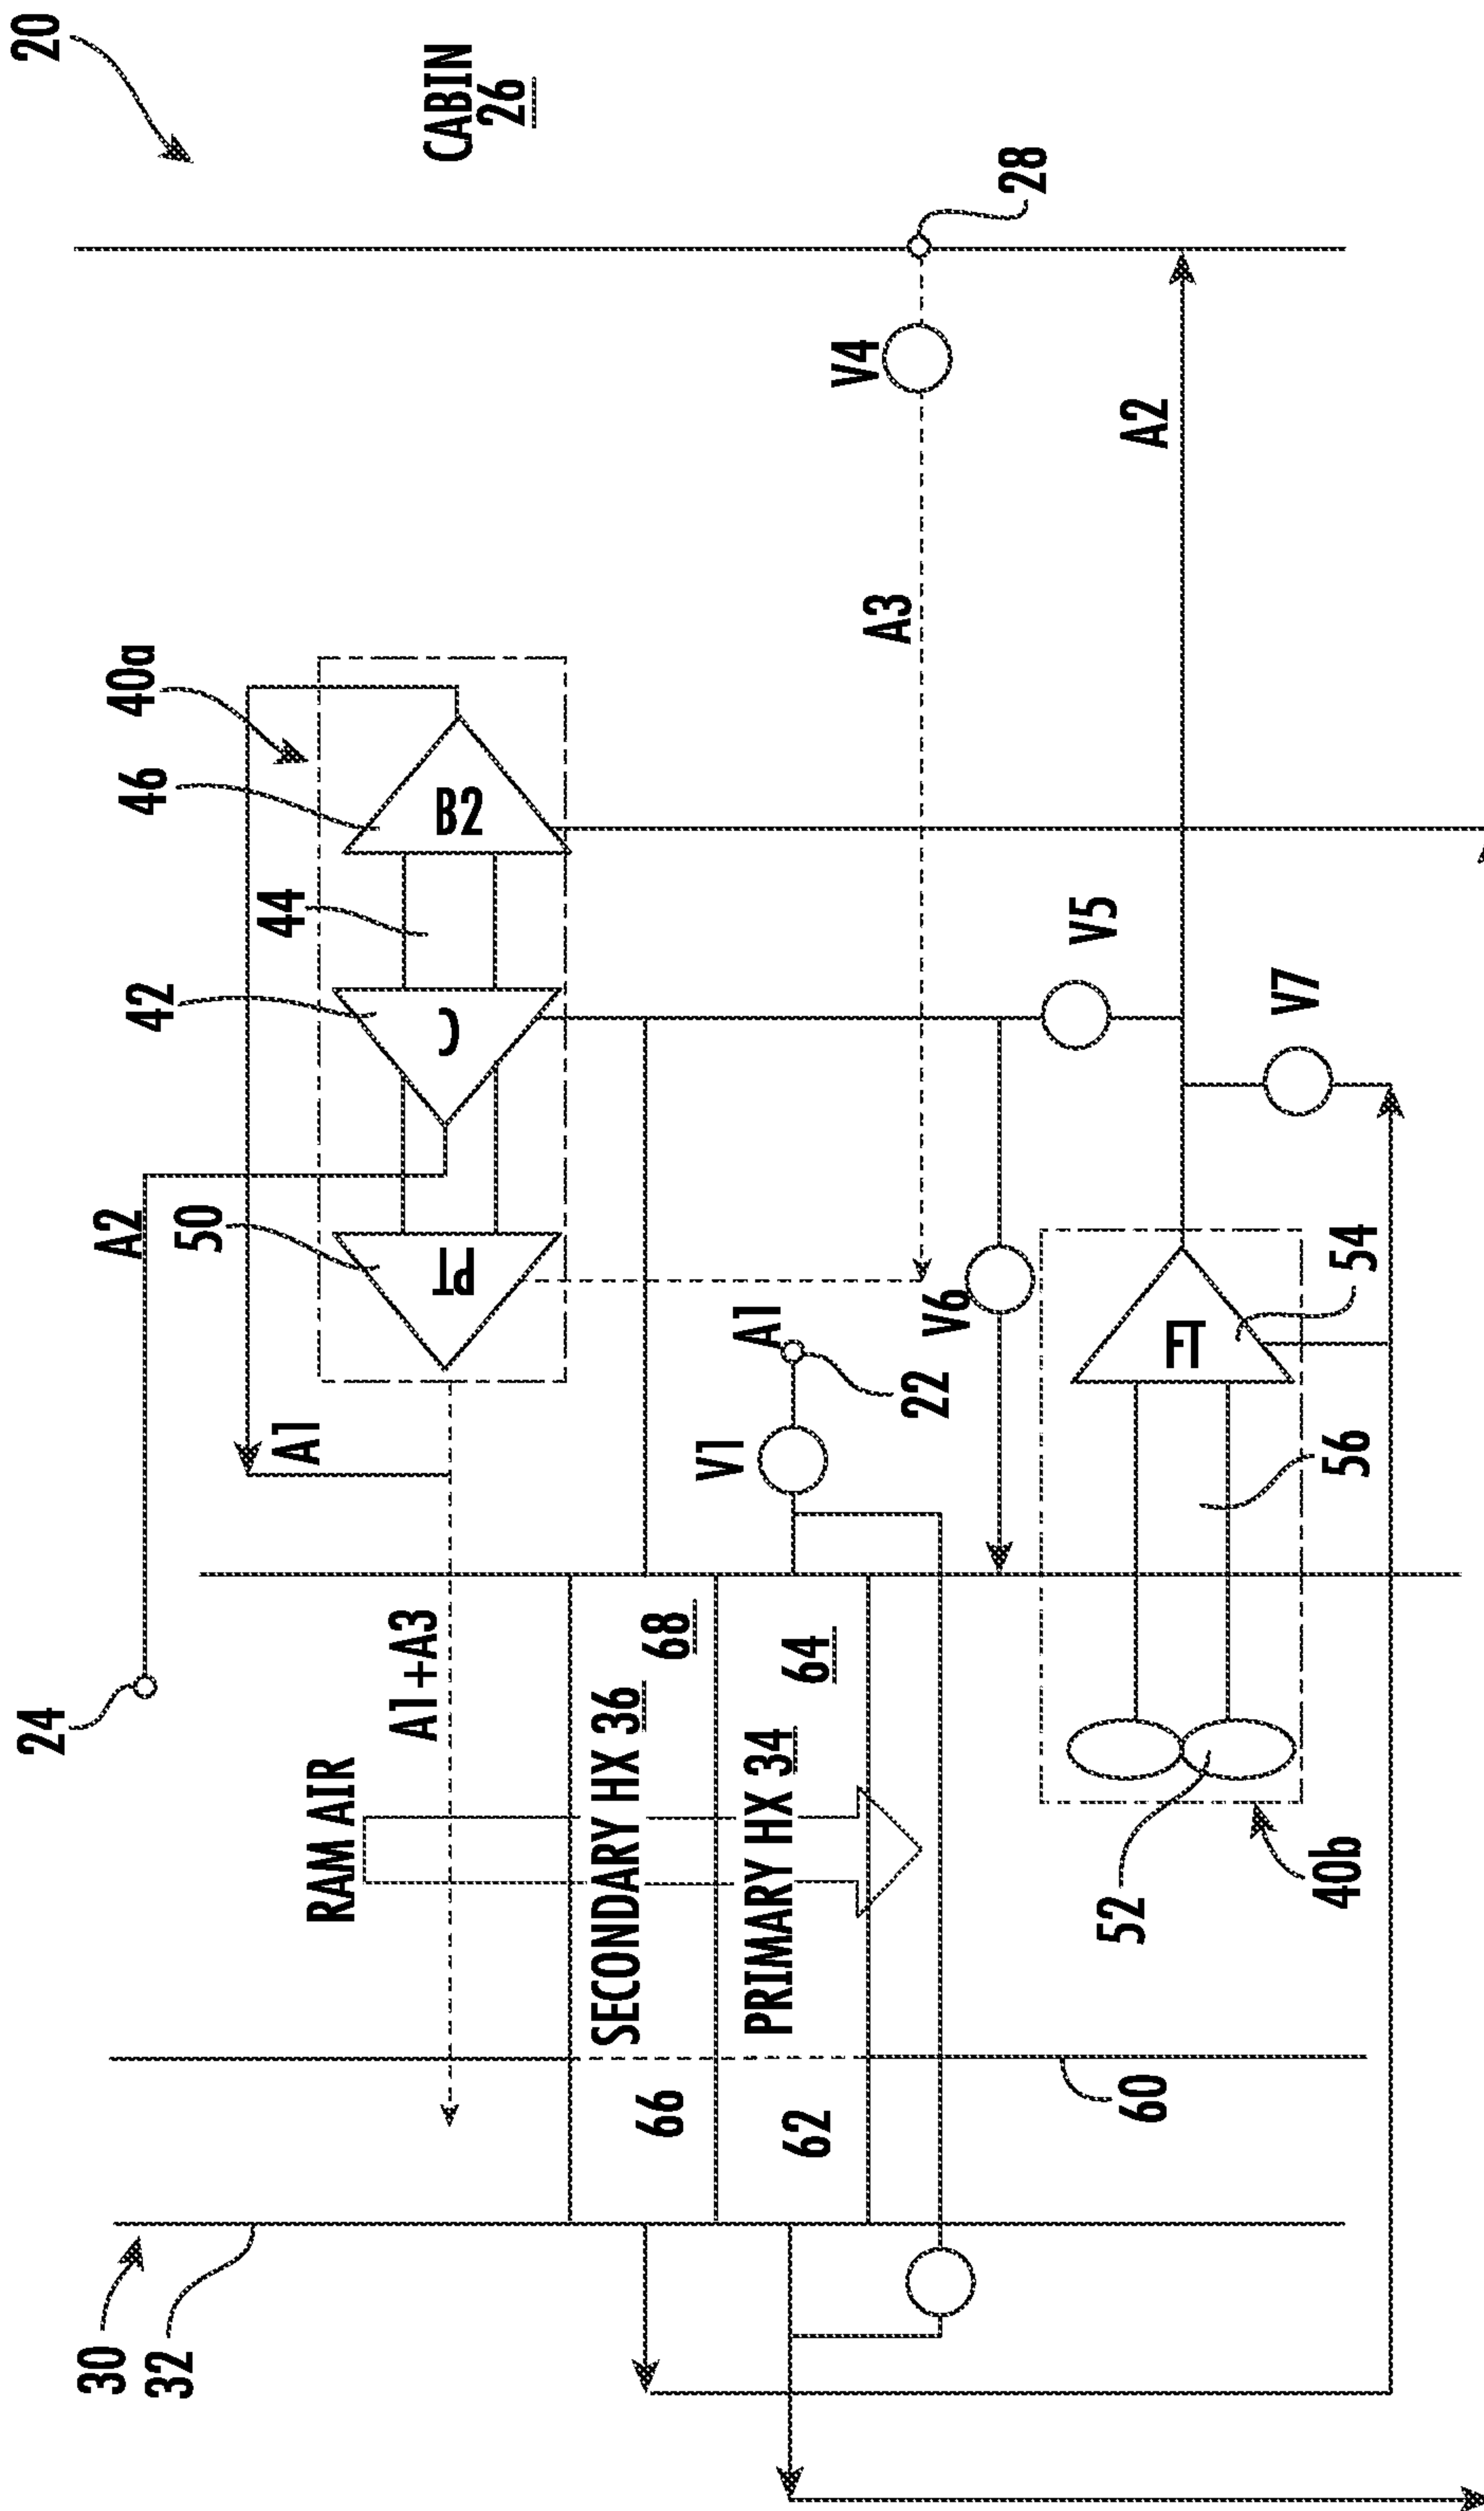 20
CABIN
26
28
V4
A2
A3
40a
46
B2
44
42
C
V5
V7
A2
50
PT
V6
A1
22
V1
A1
FT
54
56
24
A1+A3
RAM AIR
SECONDARY HX 36
68
PRIMARY HX 34
64
52
40b
66
62
60
30
32